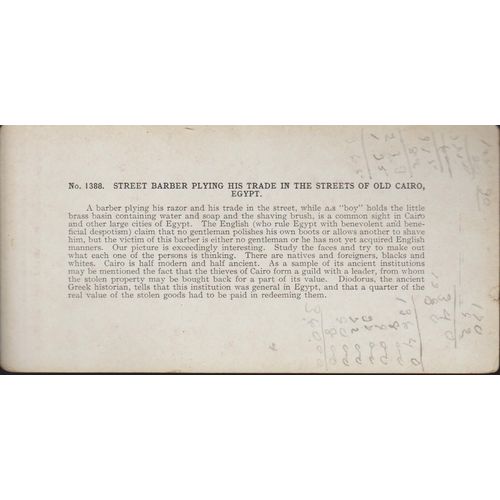 No. 1388. STREET BARBER PLYING HIS TRADE IN THE STREETS OF OLD CAIRO,
EGYPT.
A barber plying his razor and his trade in the street, while a.s "boy" holds the little
brass basin containing water and soap and the shaving brush, is a common sight in Cairo
and other large cities of Egypt. The English (who rule Egypt with benevolent and bene-
ficial despotism) claim that no gentleman polishes his own boots or allows another to shave
him, but the victim of this barber is either no gentleman or he has not yet acquired English
manners. Our picture is exceedingly interesting. Study the faces and try to make out
what each one of the persons is thinking. There are natives and foreigners, blacks and
whites. Cairo is half modern and half ancient. As a sample of its ancient institutions
may be mentioned the fact that the thieves of Cairo form a guild with a leader, from whom
the stolen property may be bought back for a part of its value. Diodorus, the ancient
Greek historian, tells that this institution was general in Egypt, and that a quarter of the
real value of the stolen goods had to be paid in redeeming them.